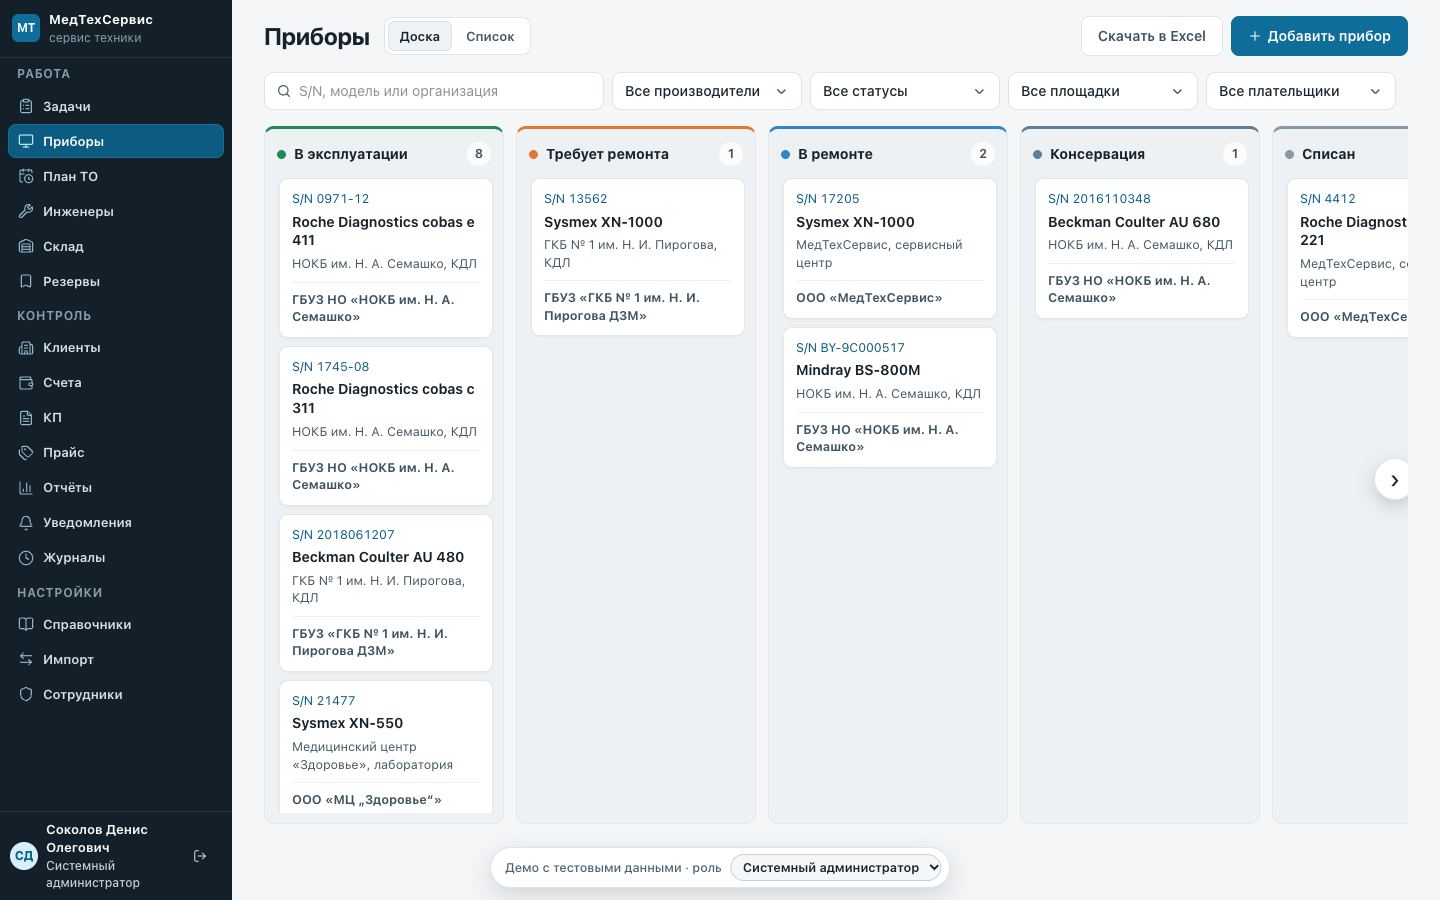 МТ
МедТехСервис
сервис техники
РАБОТА
Задачи
Приборы
План ТО
Инженеры
Склад
Резервы
КОНТРОЛЬ
Клиенты
Счета
КП
Прайс
Отчёты
Уведомления
Журналы
НАСТРОЙКИ
Справочники
Импорт
Сотрудники
СД
Соколов Денис
Олегович
Системный
администратор
Приборы
Доска
Список
Скачать в Excel
+ Добавить прибор
S/N, модель или организация
Все производители
Все статусы
Все площадки
Все плательщики
В эксплуатации
8
S/N 0971-12
Roche Diagnostics cobas e
411
НОКБ им. Н. А. Семашко, КДЛ
ГБУЗ НО «НОКБ им. Н. А.
Семашко»
S/N 1745-08
Roche Diagnostics cobas c
311
НОКБ им. Н. А. Семашко, КДЛ
ГБУЗ НО «НОКБ им. Н. А.
Семашко»
S/N 2018061207
Beckman Coulter AU 480
ГКБ № 1 им. Н. И. Пирогова,
КДЛ
ГБУЗ «ГКБ № 1 им. Н. И.
Пирогова ДЗМ»
S/N 21477
Sysmex XN-550
Медицинский центр
«Здоровье», лаборатория
ООО «МЦ „Здоровье“»
Требует ремонта
1
S/N 13562
Sysmex XN-1000
ГКБ № 1 им. Н. И. Пирогова,
КДЛ
ГБУЗ «ГКБ № 1 им. Н. И.
Пирогова ДЗМ»
В ремонте
2
S/N 17205
Sysmex XN-1000
МедТехСервис, сервисный
центр
ООО «МедТехСервис»
S/N BY-9C000517
Mindray BS-800M
НОКБ им. Н. А. Семашко, КДЛ
ГБУЗ НО «НОКБ им. Н. А.
Семашко»
Консервация
1
S/N 2016110348
Beckman Coulter AU 680
НОКБ им. Н. А. Семашко, КДЛ
ГБУЗ НО «НОКБ им. Н. А.
Семашко»
Списан
S/N 4412
Roche Diagnost
221
МедТехСервис, се
центр
ООО «МедТехСе
Демо с тестовыми данными · роль
Системный администратор